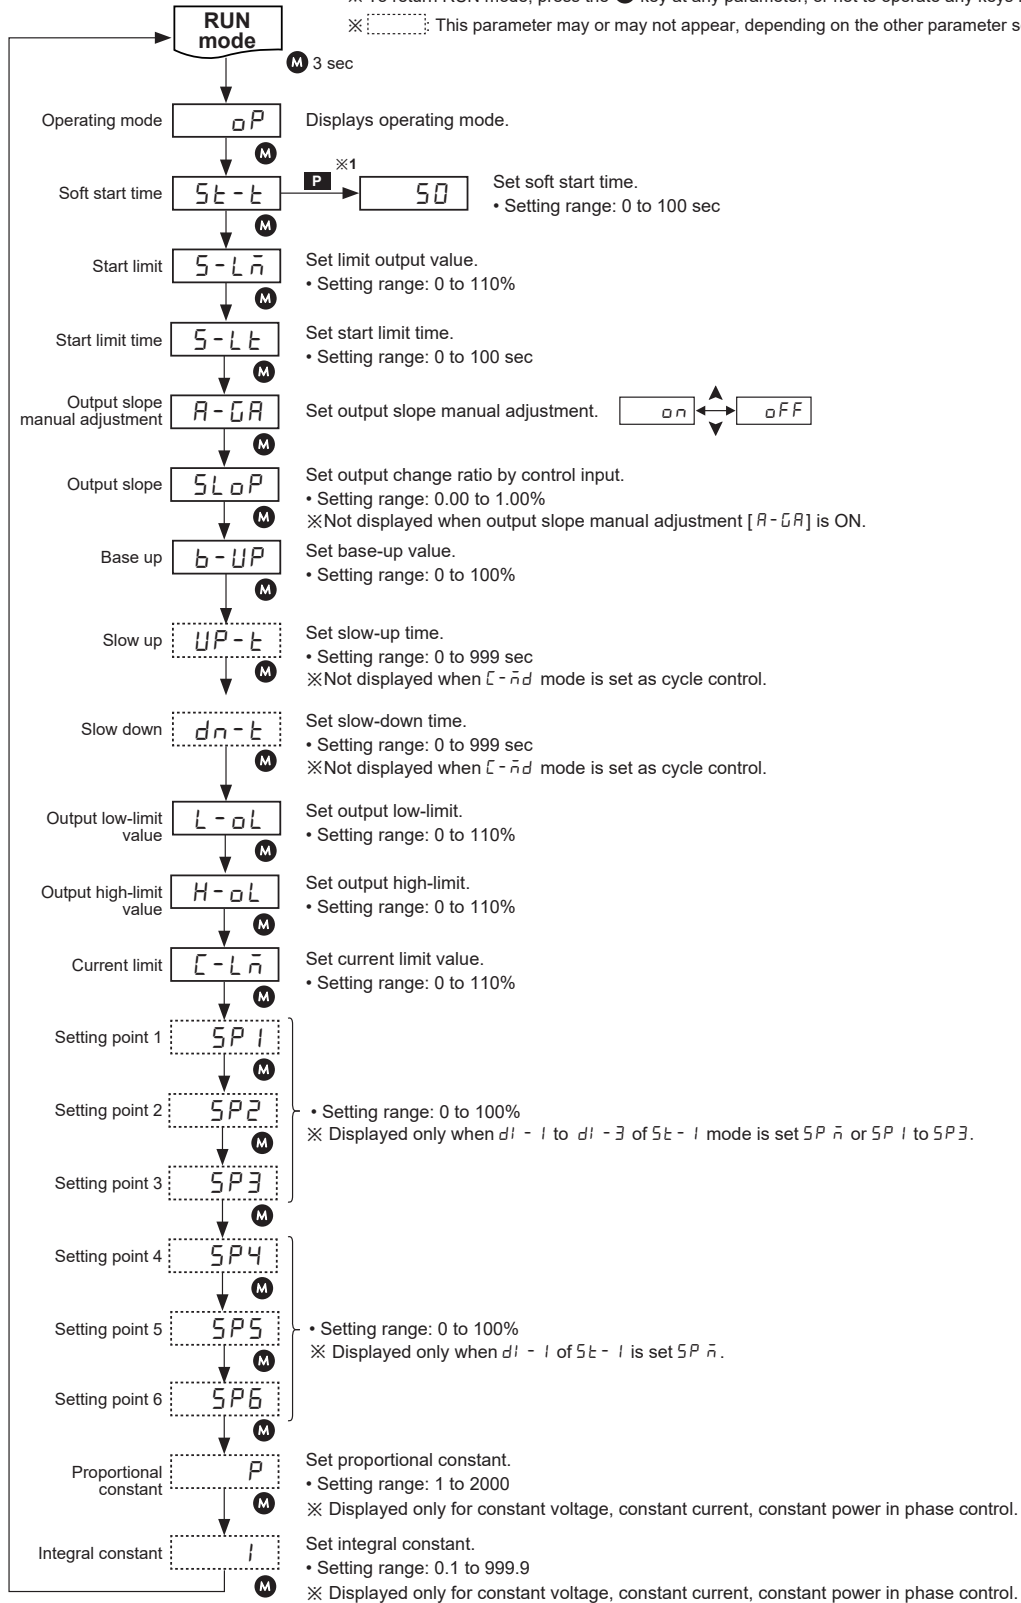 ※ To return RUN mode, press the M key at any parameter, or not to operate any keys
RUN
mode
※ : This parameter may or may not appear, depending on the other parameter s
M 3 sec
Operating mode oP Displays operating mode.
M
Soft start time St-t P ※1 50 Set soft start time.
• Setting range: 0 to 100 sec
M
Start limit S-LM Set limit output value.
• Setting range: 0 to 110%
M
Start limit time S-Lt Set start limit time.
• Setting range: 0 to 100 sec
M
Output slope
manual adjustment A-GA Set output slope manual adjustment. on oFF
M
Output slope SLoP Set output change ratio by control input.
• Setting range: 0.00 to 1.00%
※Not displayed when output slope manual adjustment [A-GA] is ON.
M
Base up b-UP Set base-up value.
• Setting range: 0 to 100%
M
Slow up UP-t Set slow-up time.
• Setting range: 0 to 999 sec
※Not displayed when C-Md mode is set as cycle control.
M
Slow down dn-t Set slow-down time.
• Setting range: 0 to 999 sec
※Not displayed when C-Md mode is set as cycle control.
M
Output low-limit
value L-oL Set output low-limit.
• Setting range: 0 to 110%
M
Output high-limit
value H-oL Set output high-limit.
• Setting range: 0 to 110%
M
Current limit C-LM Set current limit value.
• Setting range: 0 to 110%
M
Setting point 1 SP1
M
Setting point 2 SP2 • Setting range: 0 to 100%
※ Displayed only when dI-1 to dI-3 of St-1 mode is set SPM or SP1 to SP3.
M
Setting point 3 SP3
M
Setting point 4 SP4
M
Setting point 5 SP5 • Setting range: 0 to 100%
※ Displayed only when dI-1 of St-1 is set SPM.
M
Setting point 6 SP6
M
Proportional
constant P Set proportional constant.
• Setting range: 1 to 2000
※ Displayed only for constant voltage, constant current, constant power in phase control.
M
Integral constant I Set integral constant.
• Setting range: 0.1 to 999.9
※ Displayed only for constant voltage, constant current, constant power in phase control.
M